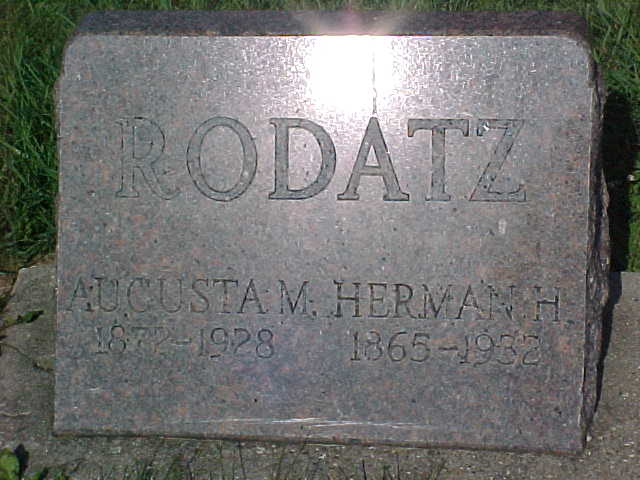 RODATZ
AUGUSTA M. HERMAN H.
1872-1928 1865-1932